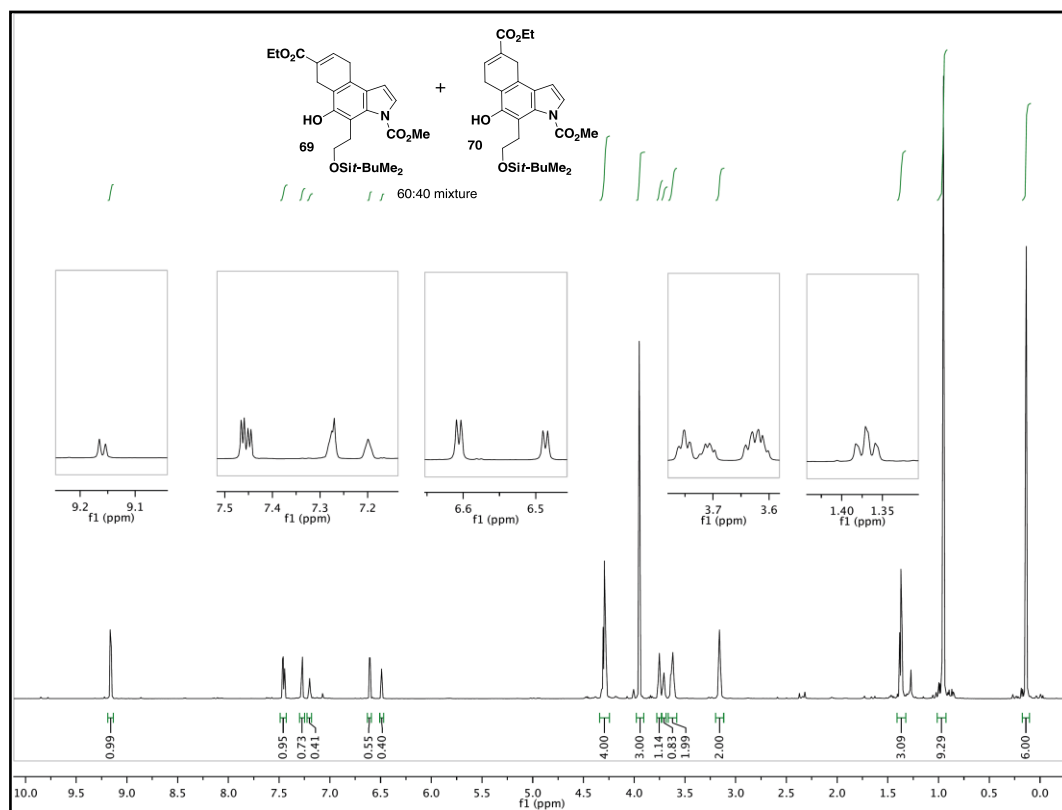 CO₂Et
EtO₂C
+
HO
N
CO₂Me
69
OSit-BuMe₂
HO
N
CO₂Me
70
OSit-BuMe₂
60:40 mixture
9.2 9.1
f1 (ppm)
7.5 7.4 7.3 7.2
f1 (ppm)
6.6 6.5
f1 (ppm)
3.7 3.6
f1 (ppm)
1.40 1.35
f1 (ppm)
0.99 0.95 0.73 0.41 0.55 0.40 4.00 3.00 1.14 0.83 1.99 2.00 3.09 9.29 6.00
10.0 9.5 9.0 8.5 8.0 7.5 7.0 6.5 6.0 5.5 5.0 4.5 4.0 3.5 3.0 2.5 2.0 1.5 1.0 0.5 0.0
f1 (ppm)